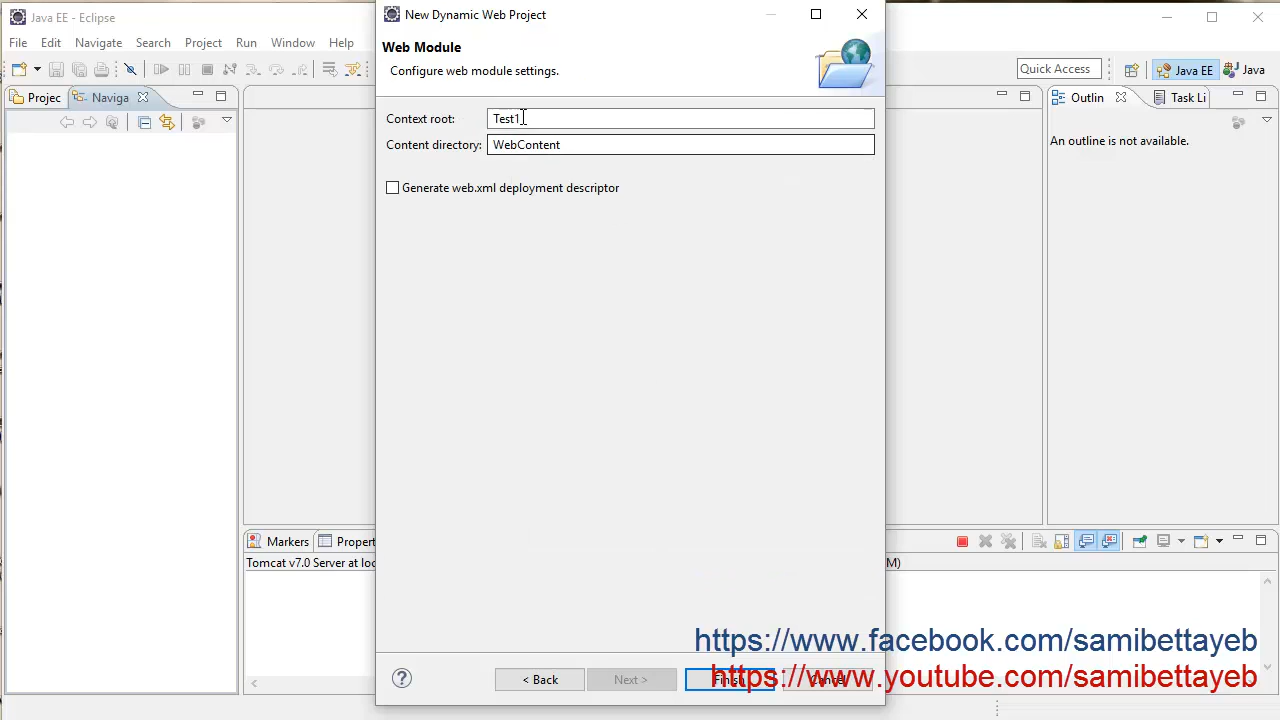 Java EE - Eclipse
New Dynamic Web Project
File Edit Navigate Search Project Run Window Help
Web Module
Configure web module settings.
Quick Access
Java EE
Java
Projec
Naviga
Context root: Test1
Content directory: WebContent
Generate web.xml deployment descriptor
Outlin
Task Li
An outline is not available.
Markers
Propert
Tomcat v7.0 Server at loc
M)
< Back
Next >
Finish
Cancel
https://www.facebook.com/samibettayeb
https://www.youtube.com/samibettayeb